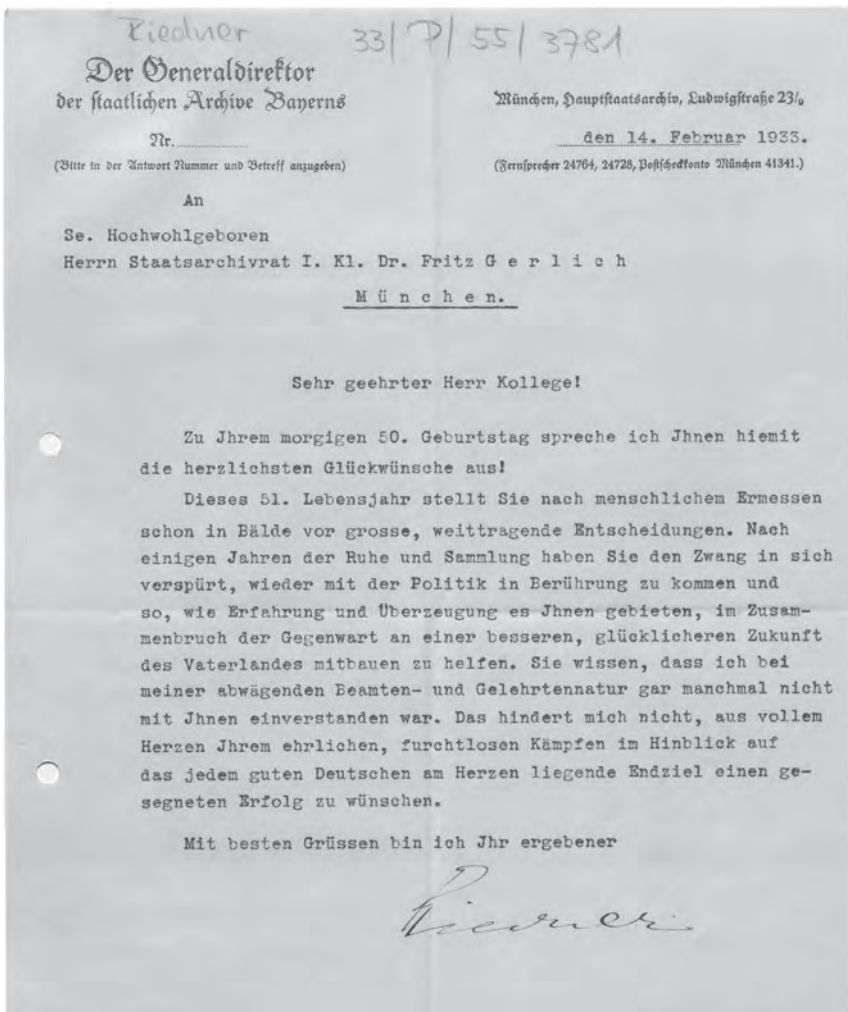 Riedner 33/P/55/3781
Der Generaldirektor
der staatlichen Archive Bayerns
Nr.
(Bitte in der Antwort Nummer und Betreff anzugeben)
München, Hauptstaatsarchiv, Ludwigstraße 23/0
den 14. Februar 1933.
(Fernsprecher 24764, 24728, Postscheckkonto München 41341.)
An
Se. Hochwohlgeboren
Herrn Staatsarchivrat I. Kl. Dr. Fritz G e r l i c h
M ü n c h e n.
Sehr geehrter Herr Kollege!
Zu Jhrem morgigen 50. Geburtstag spreche ich Jhnen hiemit
die herzlichsten Glückwünsche aus!
Dieses 51. Lebensjahr stellt Sie nach menschlichem Ermessen
schon in Bälde vor grosse, weittragende Entscheidungen. Nach
einigen Jahren der Ruhe und Sammlung haben Sie den Zwang in sich
verspürt, wieder mit der Politik in Berührung zu kommen und
so, wie Erfahrung und Überzeugung es Jhnen gebieten, im Zusam-
menbruch der Gegenwart an einer besseren, glücklicheren Zukunft
des Vaterlandes mitbauen zu helfen. Sie wissen, dass ich bei
meiner abwägenden Beamten- und Gelehrtennatur gar manchmal nicht
mit Jhnen einverstanden war. Das hindert mich nicht, aus vollem
Herzen Jhrem ehrlichen, furchtlosen Kämpfen im Hinblick auf
das jedem guten Deutschen am Herzen liegende Endziel einen ge-
segneten Erfolg zu wünschen.
Mit besten Grüssen bin ich Jhr ergebener
Riedner